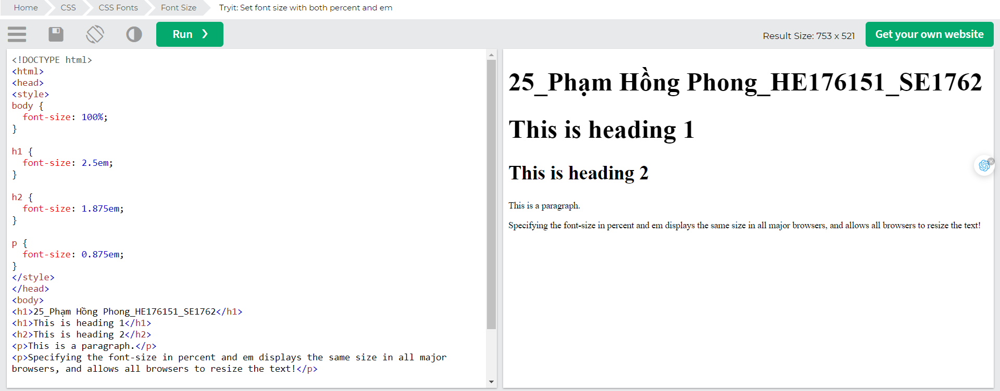 Home CSS CSS Fonts Font Size Tryit: Set font size with both percent and em
Run ❯ Result Size: 753 x 521 Get your own website
<!DOCTYPE html>
<html>
<head>
<style>
body {
  font-size: 100%;
}

h1 {
  font-size: 2.5em;
}

h2 {
  font-size: 1.875em;
}

p {
  font-size: 0.875em;
}
</style>
</head>
<body>
<h1>25_Phạm Hồng Phong_HE176151_SE1762</h1>
<h1>This is heading 1</h1>
<h2>This is heading 2</h2>
<p>This is a paragraph.</p>
<p>Specifying the font-size in percent and em displays the same size in all major
browsers, and allows all browsers to resize the text!</p>
25_Phạm Hồng Phong_HE176151_SE1762
This is heading 1
This is heading 2
This is a paragraph.
Specifying the font-size in percent and em displays the same size in all major browsers, and allows all browsers to resize the text!